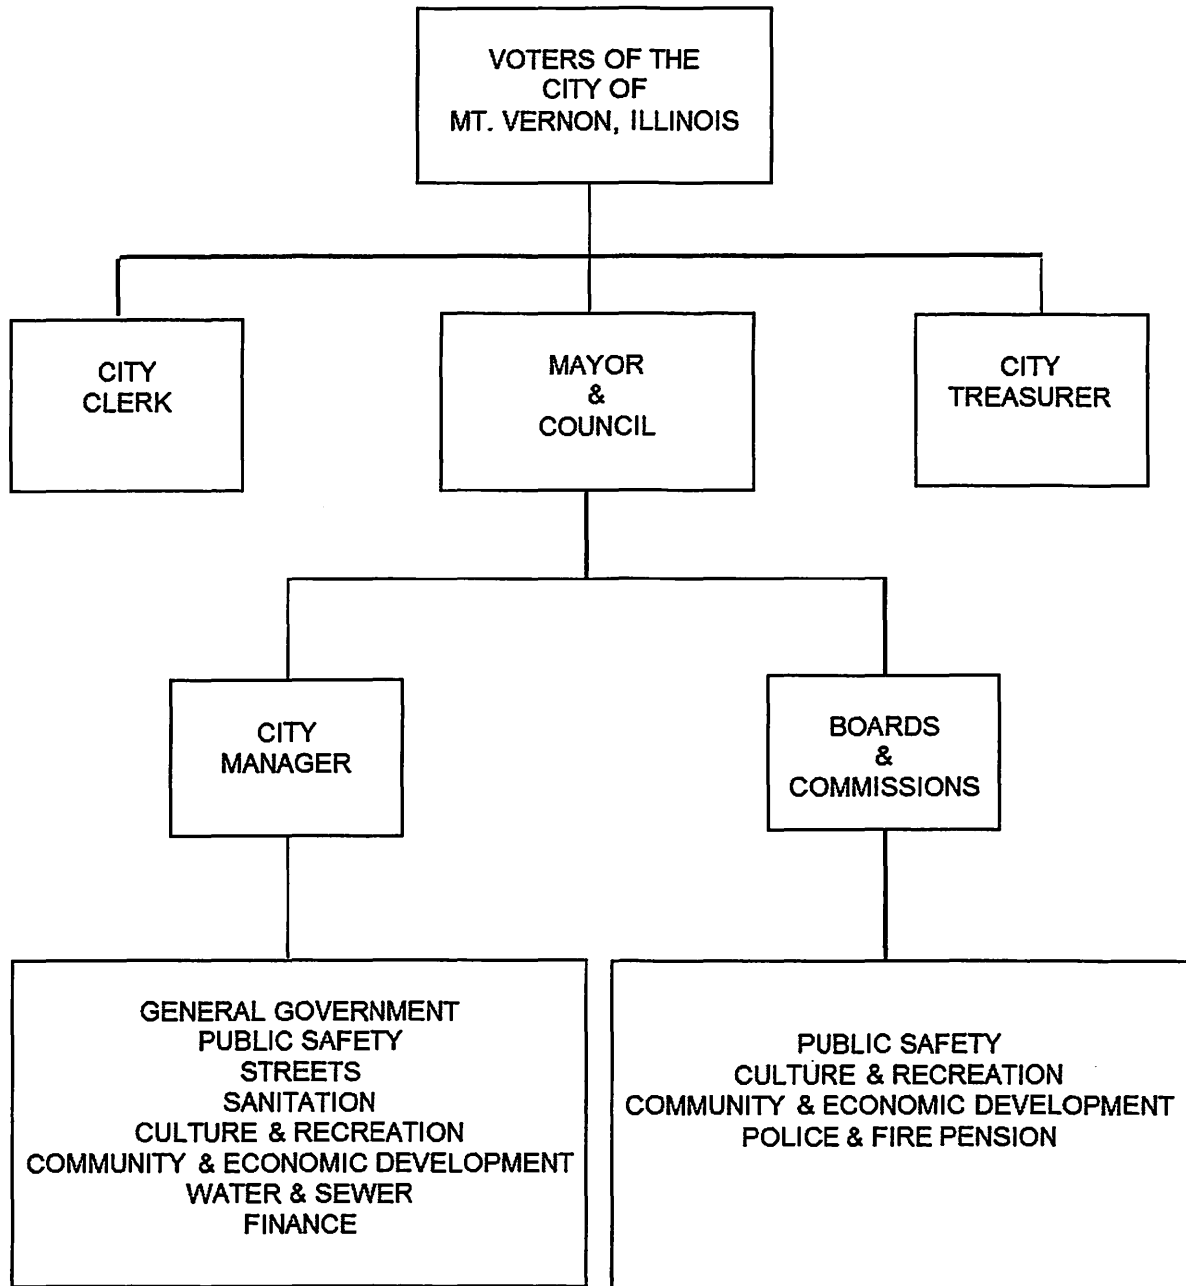 VOTERS OF THE
CITY OF
MT. VERNON, ILLINOIS
CITY
CLERK
MAYOR
&
COUNCIL
CITY
TREASURER
CITY
MANAGER
BOARDS
&
COMMISSIONS
GENERAL GOVERNMENT
PUBLIC SAFETY
STREETS
SANITATION
CULTURE & RECREATION
COMMUNITY & ECONOMIC DEVELOPMENT
WATER & SEWER
FINANCE
PUBLIC SAFETY
CULTURE & RECREATION
COMMUNITY & ECONOMIC DEVELOPMENT
POLICE & FIRE PENSION